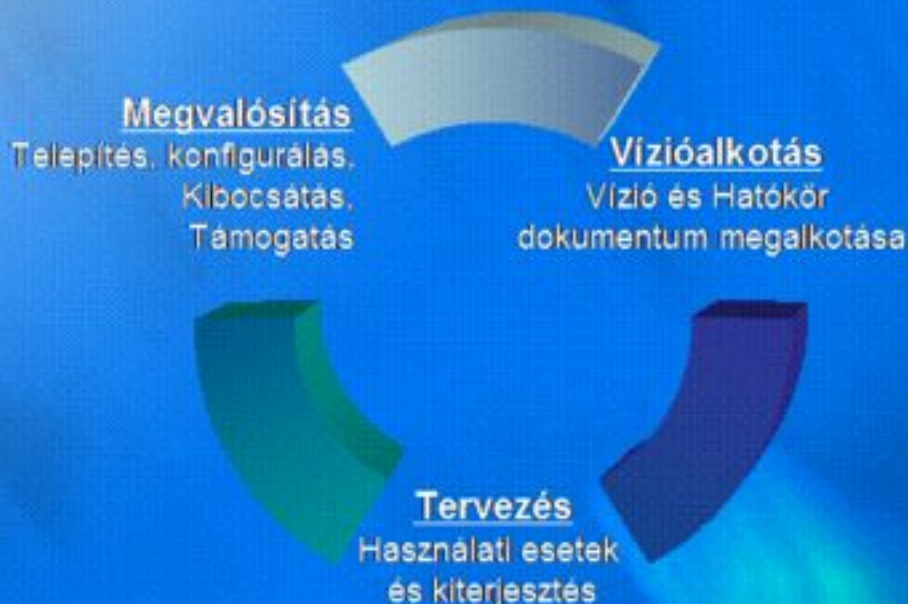 Megvalósítás
Telepítés, konfigurálás,
Kibocsátás,
Támogatás
Vízióalkotás
Vízió és Hatókör
dokumentum megalkotása
Tervezés
Használati esetek
és kiterjesztés